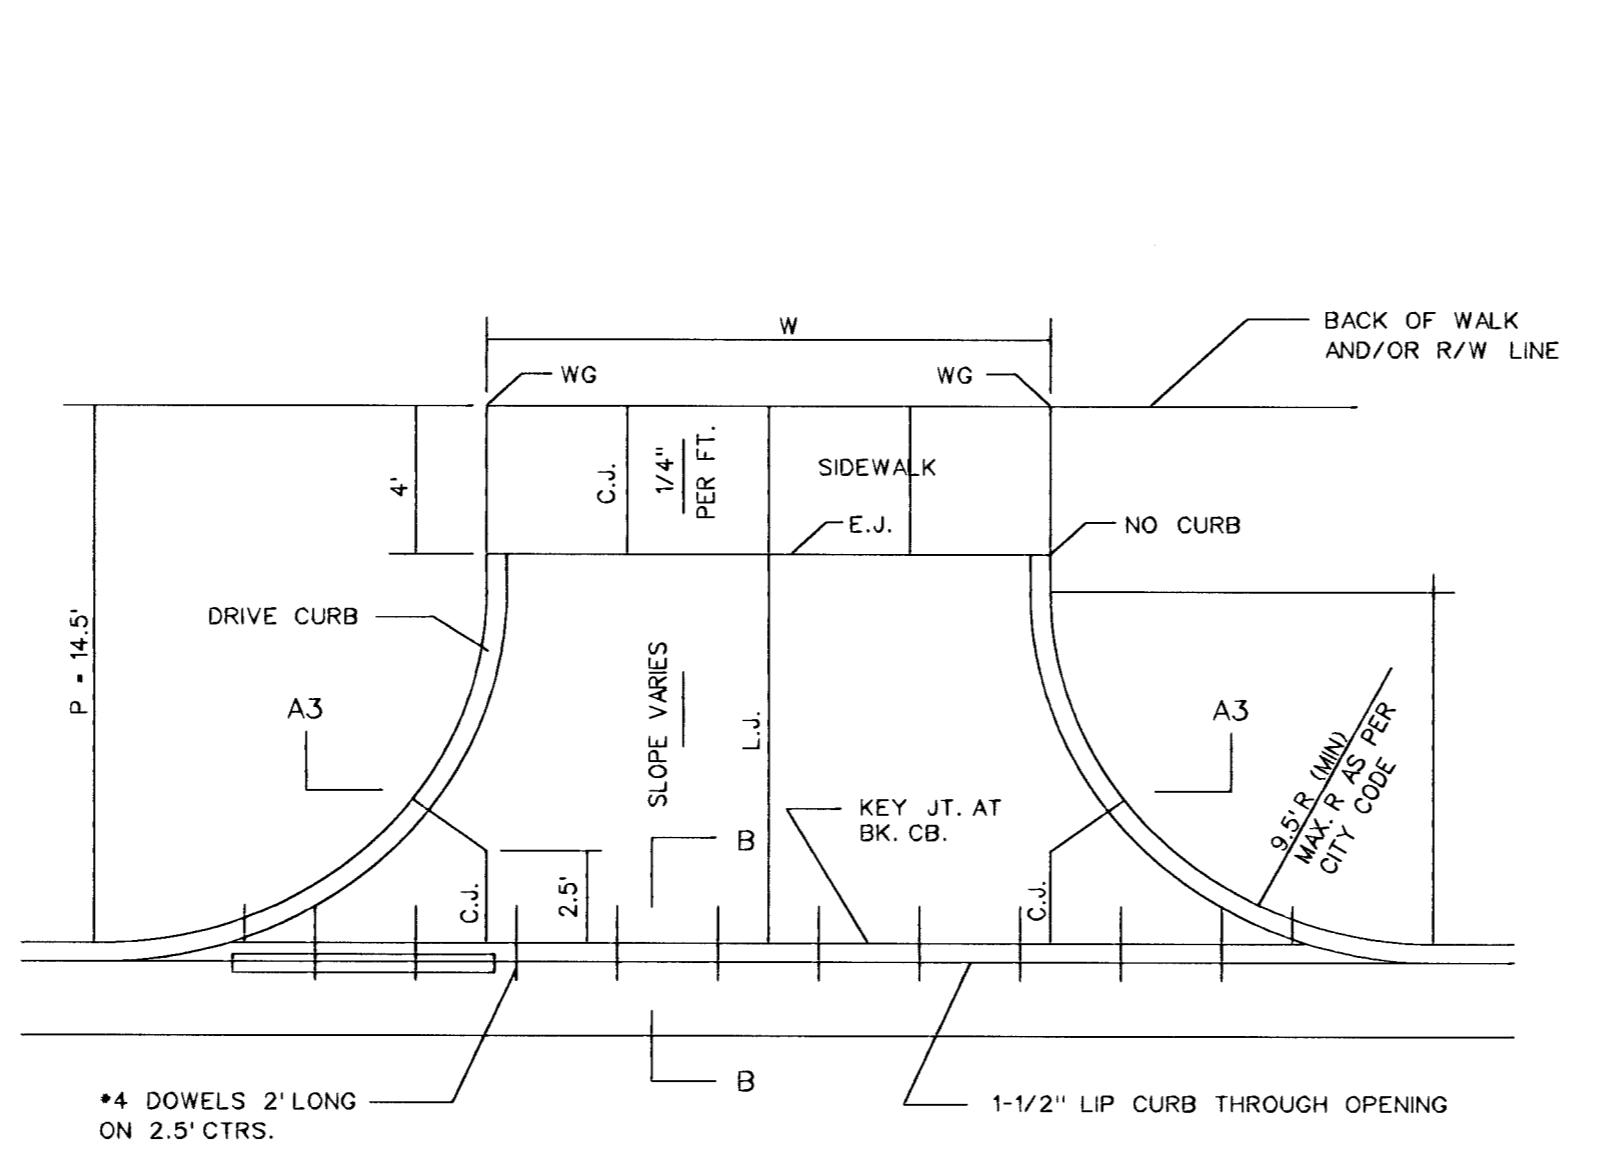 W
BACK OF WALK
AND/OR R/W LINE
WG
WG
4'
C.J.
1/4"
PER FT.
SIDEWALK
E.J.
NO CURB
P = 14.5'
DRIVE CURB
SLOPE VARIES
L.J.
A3
A3
9.5' R (MIN)
MAX. R AS PER
CITY CODE
KEY JT. AT
BK. CB.
B
C.J.
2.5'
C.J.
B
#4 DOWELS 2' LONG
ON 2.5' CTRS.
1-1/2" LIP CURB THROUGH OPENING